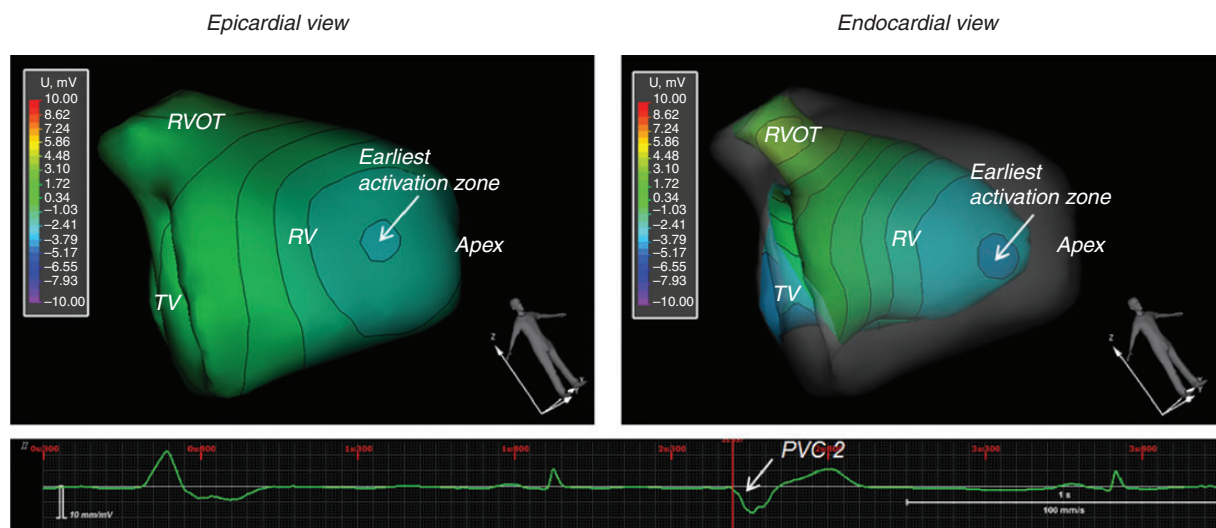 Epicardial view
Endocardial view
U, mV
10.00
8.62
7.24
5.86
4.48
3.10
1.72
0.34
−1.03
−2.41
−3.79
−5.17
−6.55
−7.93
−10.00
RVOT
Earliest
activation zone
RV
Apex
TV
Z
U, mV
10.00
8.62
7.24
5.86
4.48
3.10
1.72
0.34
−1.03
−2.41
−3.79
−5.17
−6.55
−7.93
−10.00
RVOT
Earliest
activation zone
RV
Apex
TV
Z
II
PVC 2
1 s
10 mm/mV
100 mm/s